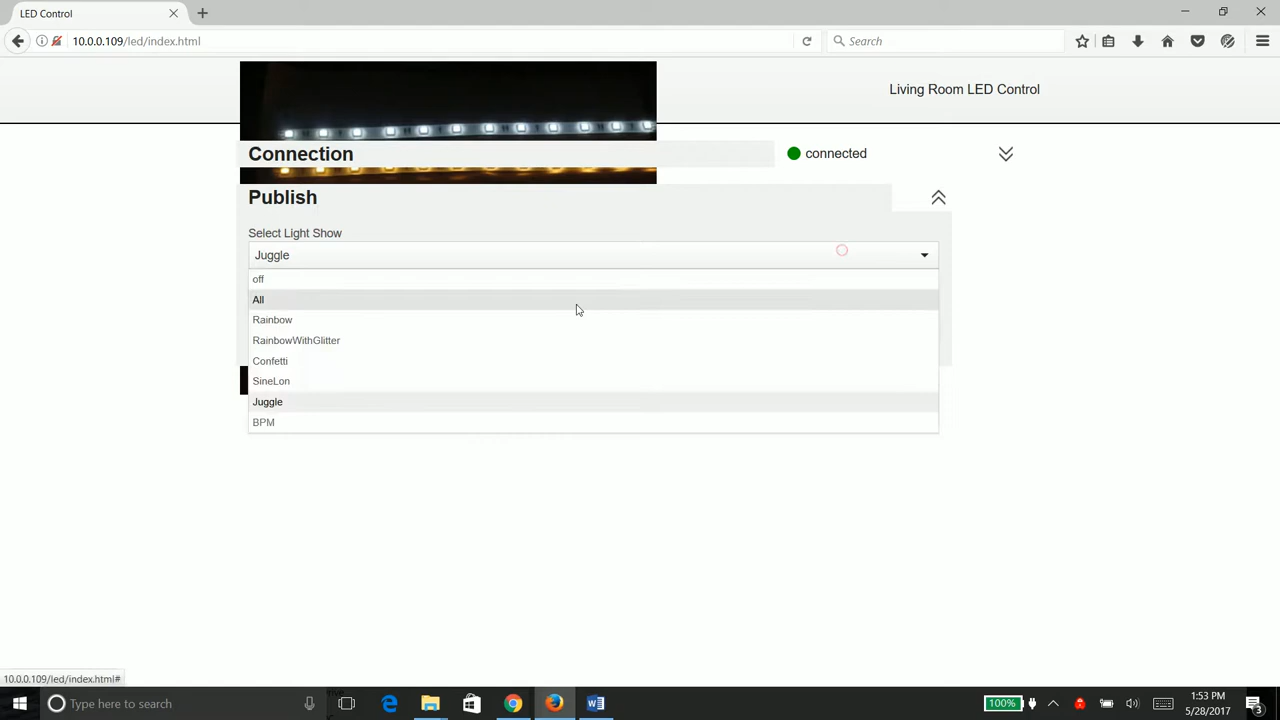 LED Control
10.0.0.109/led/index.html
Search
Living Room LED Control
Connection
connected
Publish
Select Light Show
Juggle
off
All
Rainbow
RainbowWithGlitter
Confetti
SineLon
Juggle
BPM
10.0.0.109/led/index.html#
Type here to search
100%
1:53 PM
5/28/2017
3